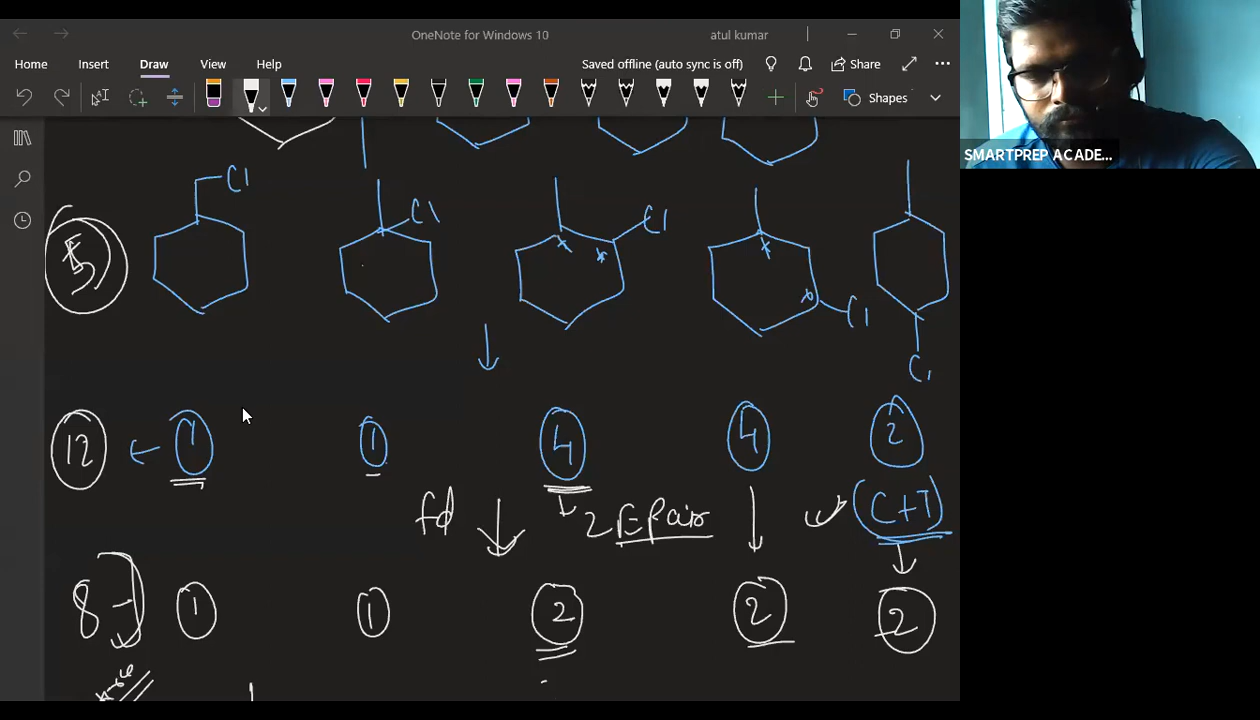 OneNote for Windows 10
atul kumar
Home Insert Draw View Help
Saved offline (auto sync is off)
Share
Shapes
SMARTPREP ACADE...
Cl
Cl
Cl
Cl
Cl
5
12 ← 1 1 4 4 2
fd 2 E Pair (C+T)
8 1 1 2 2 2